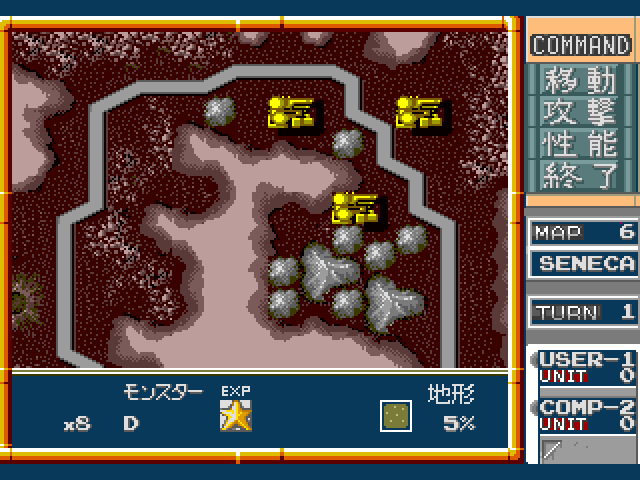 COMMAND
移動
攻撃
性能
終了
MAP 6
SENECA
TURN 1
USER-1
UNIT 0
COMP-2
UNIT 0
モンスター EXP 地形
x8 D 5%